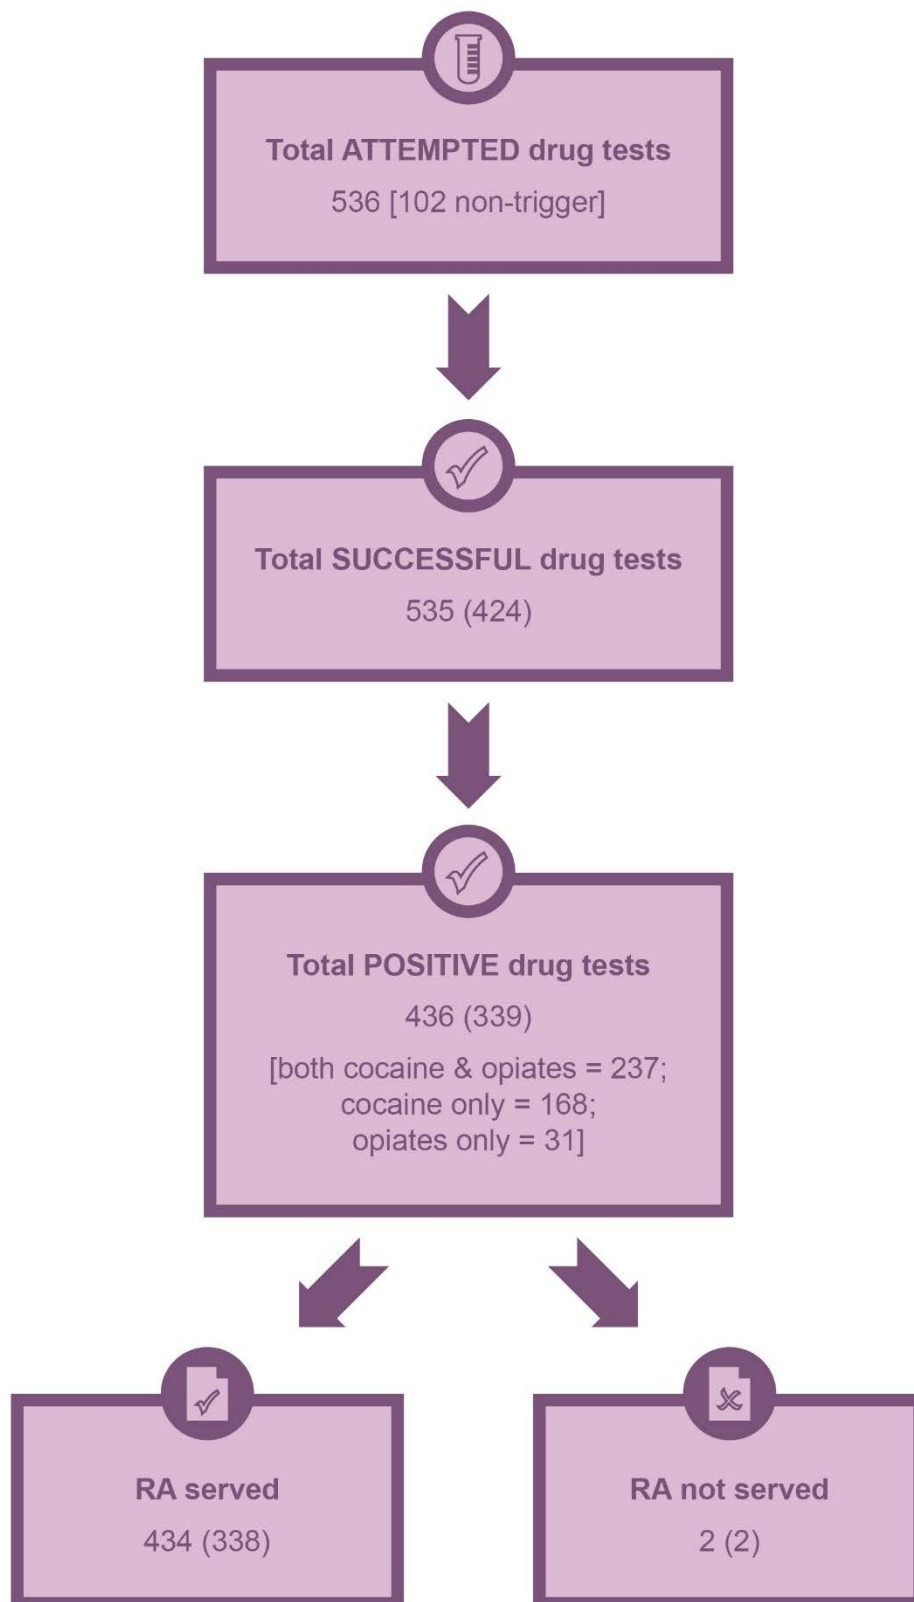 Total ATTEMPTED drug tests
536 [102 non-trigger]
Total SUCCESSFUL drug tests
535 (424)
Total POSITIVE drug tests
436 (339)
[both cocaine & opiates = 237;
cocaine only = 168;
opiates only = 31]
RA served
434 (338)
RA not served
2 (2)